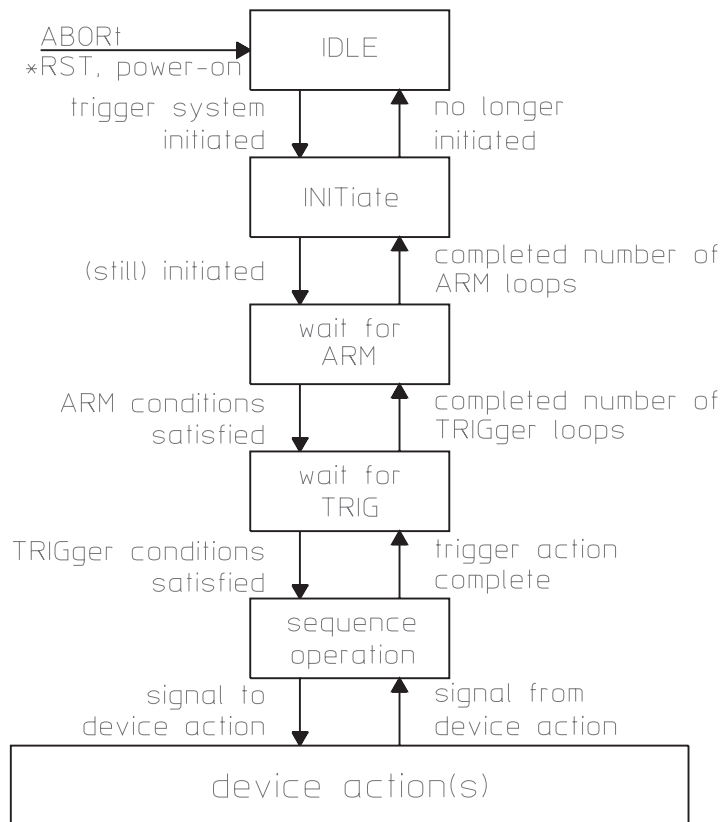 ABORt
*RST, power-on
IDLE
trigger system
initiated
no longer
initiated
INITiate
(still) initiated
completed number of
ARM loops
wait for
ARM
ARM conditions
satisfied
completed number of
TRIGger loops
wait for
TRIG
TRIGger conditions
satisfied
trigger action
complete
sequence
operation
signal to
device action
signal from
device action
device action(s)